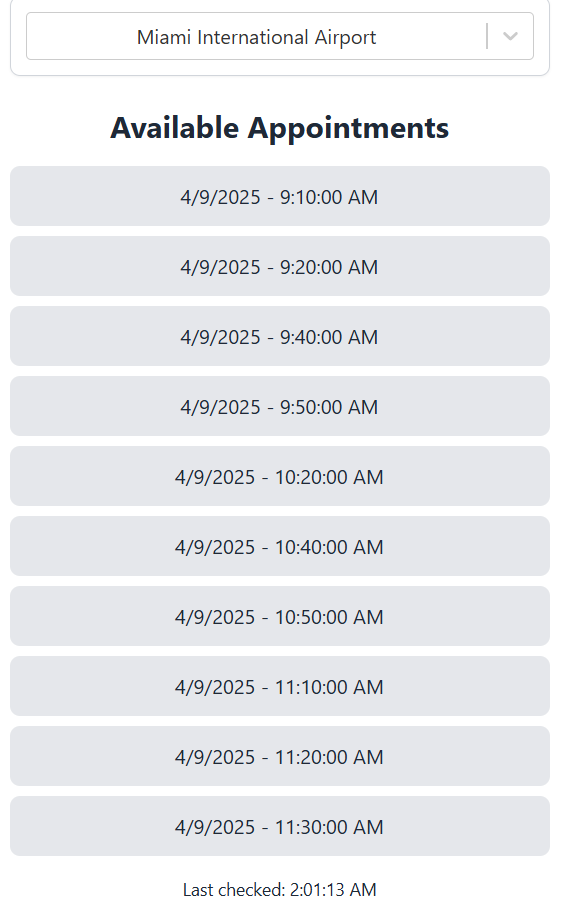 Miami International Airport
Available Appointments
4/9/2025 - 9:10:00 AM
4/9/2025 - 9:20:00 AM
4/9/2025 - 9:40:00 AM
4/9/2025 - 9:50:00 AM
4/9/2025 - 10:20:00 AM
4/9/2025 - 10:40:00 AM
4/9/2025 - 10:50:00 AM
4/9/2025 - 11:10:00 AM
4/9/2025 - 11:20:00 AM
4/9/2025 - 11:30:00 AM
Last checked: 2:01:13 AM